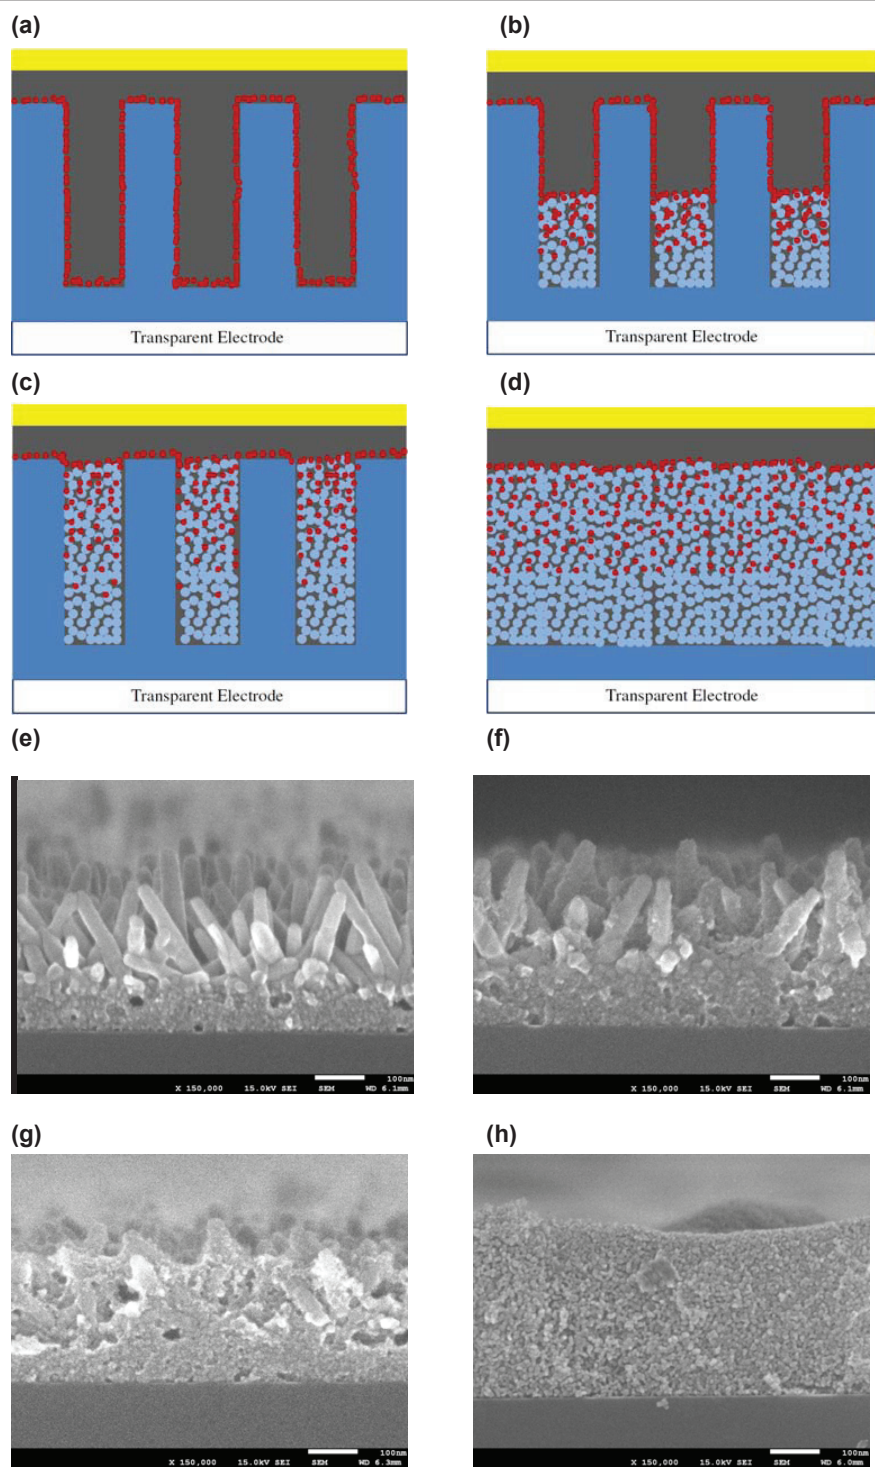 (a)
(b)
Transparent Electrode
Transparent Electrode
(c)
(d)
Transparent Electrode
Transparent Electrode
(e)
(f)
100nm
X 150,000 15.0kV SEI SEM WD 6.1mm
100nm
X 150,000 15.0kV SEI SEM WD 6.1mm
(g)
(h)
100nm
X 150,000 15.0kV SEI SEM WD 6.3mm
100nm
X 150,000 15.0kV SEI SEM WD 6.0mm